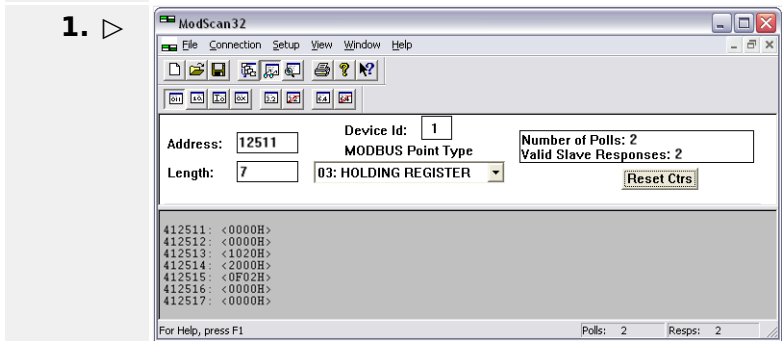 1.
ModScan32
File Connection Setup View Window Help
Address: 12511
Device Id: 1
MODBUS Point Type
Length: 7
03: HOLDING REGISTER
Number of Polls: 2
Valid Slave Responses: 2
Reset Ctrs
412511: <0000H>
412512: <0000H>
412513: <1020H>
412514: <2000H>
412515: <0F02H>
412516: <0000H>
412517: <0000H>
For Help, press F1
Polls: 2
Resps: 2